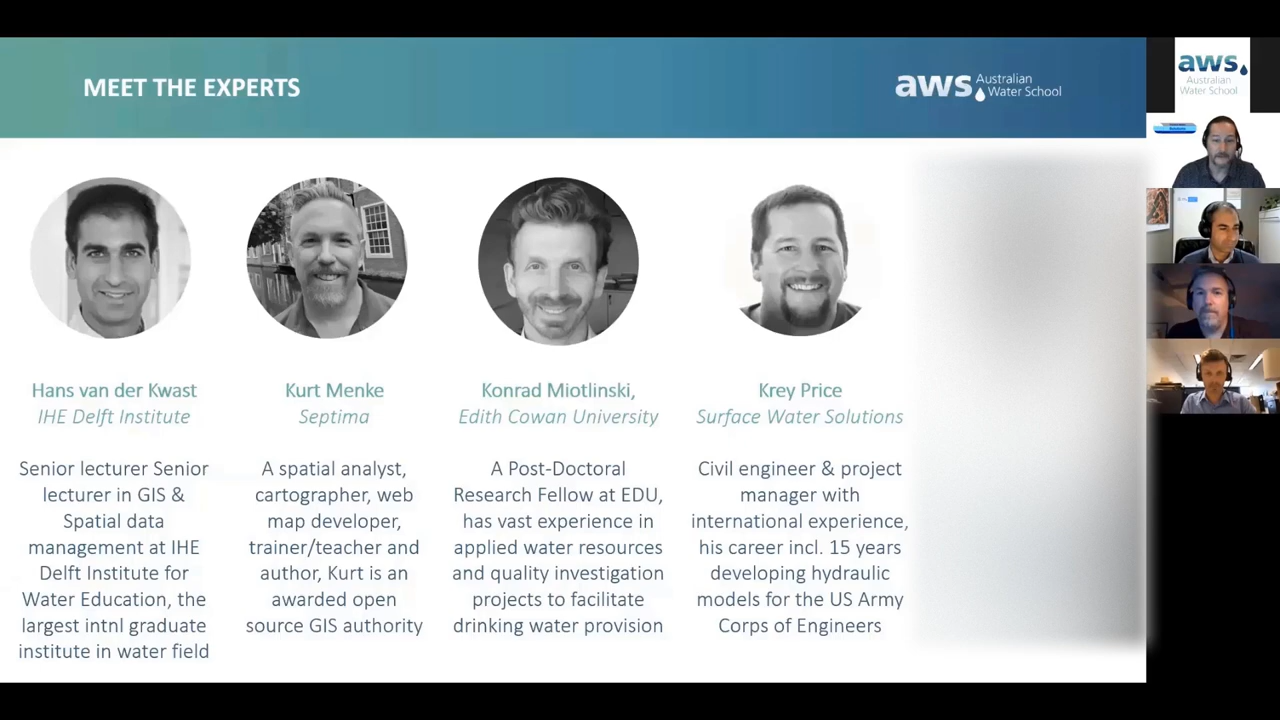 MEET THE EXPERTS
aws Australian
Water School
aws
Australian
Water School
Hans van der Kwast
IHE Delft Institute
Senior lecturer Senior
lecturer in GIS &
Spatial data
management at IHE
Delft Institute for
Water Education, the
largest intnl graduate
institute in water field
Kurt Menke
Septima
A spatial analyst,
cartographer, web
map developer,
trainer/teacher and
author, Kurt is an
awarded open
source GIS authority
Konrad Miotlinski,
Edith Cowan University
A Post-Doctoral
Research Fellow at EDU,
has vast experience in
applied water resources
and quality investigation
projects to facilitate
drinking water provision
Krey Price
Surface Water Solutions
Civil engineer & project
manager with
international experience,
his career incl. 15 years
developing hydraulic
models for the US Army
Corps of Engineers